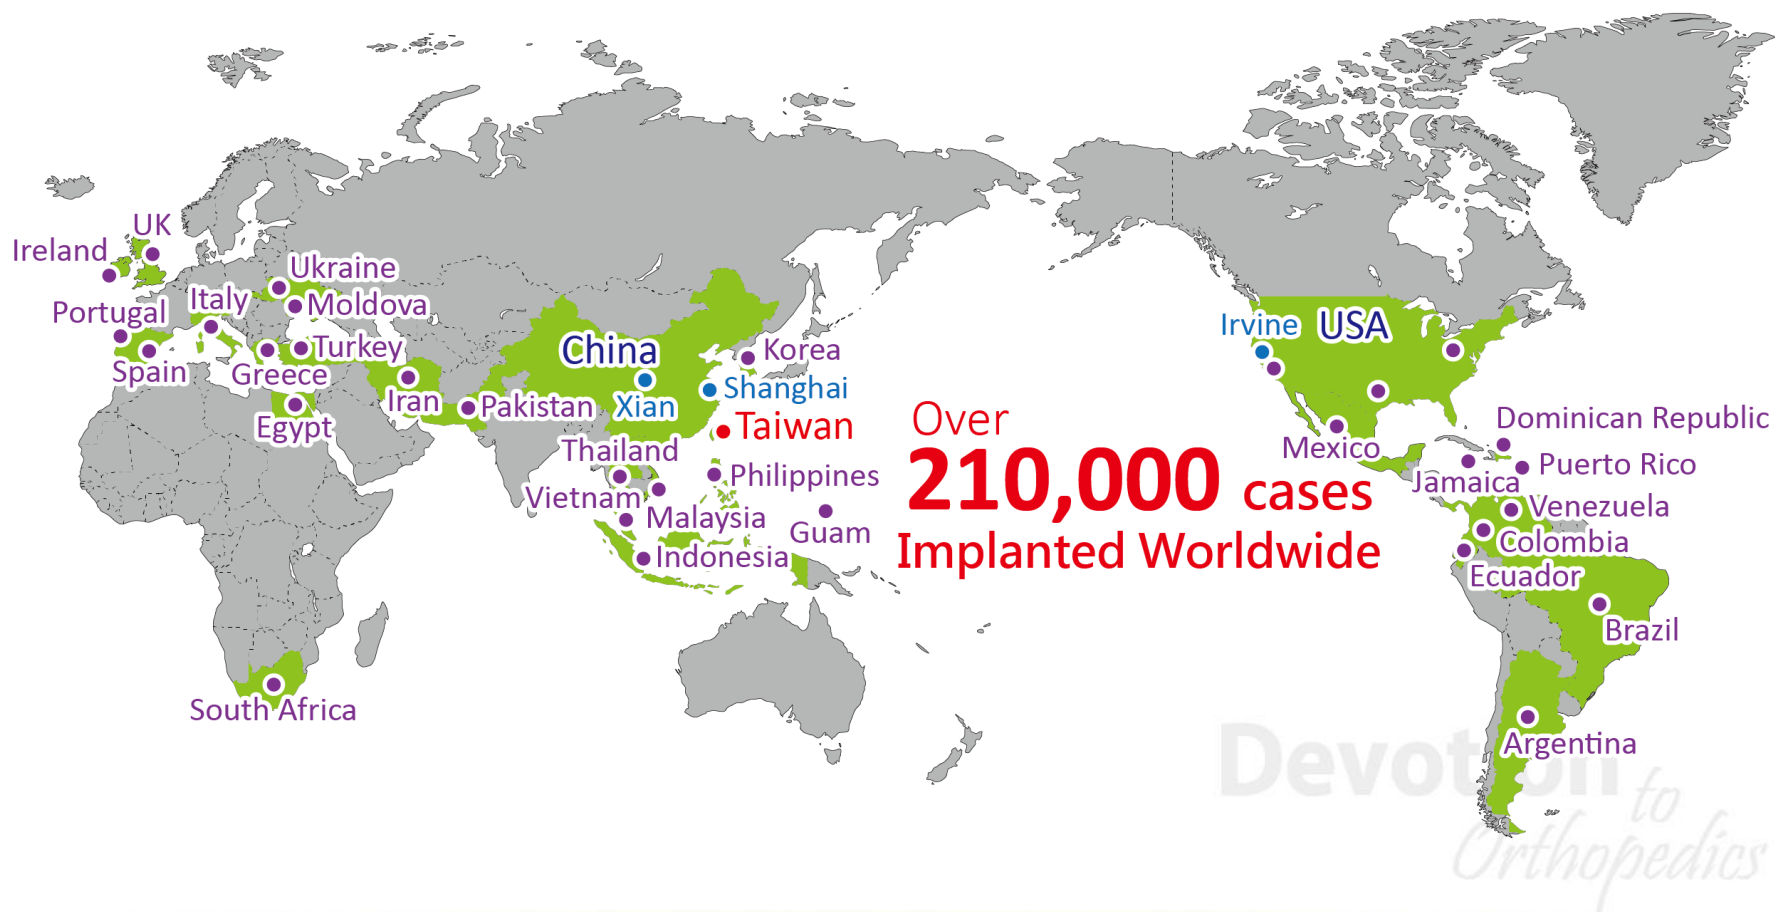 UK
Ireland
Ukraine
Italy
Moldova
Portugal
Turkey
Spain
Greece
Iran
Egypt
Pakistan
China
Korea
Shanghai
Xian
Taiwan
Thailand
Philippines
Vietnam
Malaysia
Guam
Indonesia
South Africa
Over
210,000 cases
Implanted Worldwide
Irvine
USA
Mexico
Dominican Republic
Puerto Rico
Jamaica
Venezuela
Colombia
Ecuador
Brazil
Argentina
Devotion
to
Orthopedics